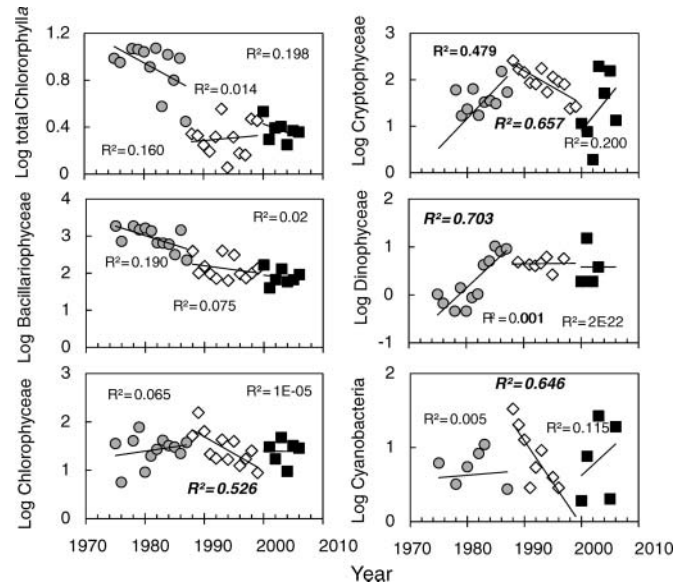 Log total Chlororphylla
1.2
0.8
0.4
0
R²=0.198
R²=0.014
R²=0.160
Log Cryptophyceae
3
2
1
0
R²=0.479
R²=0.657
R²=0.200
Log Bacillariophyceae
4
3
2
1
0
R²=0.02
R²=0.190
R²=0.075
Log Dinophyceae
2
1
0
-1
R²=0.703
R²=0.001
R²=2E-22
Log Chlorophyceae
3
2
1
0
R²=0.065
R²=1E-05
R²=0.526
1970 1980 1990 2000 2010
Log Cyanobacteria
2
1
0
R²=0.646
R²=0.005
R²=0.115
1970 1980 1990 2000 2010
Year